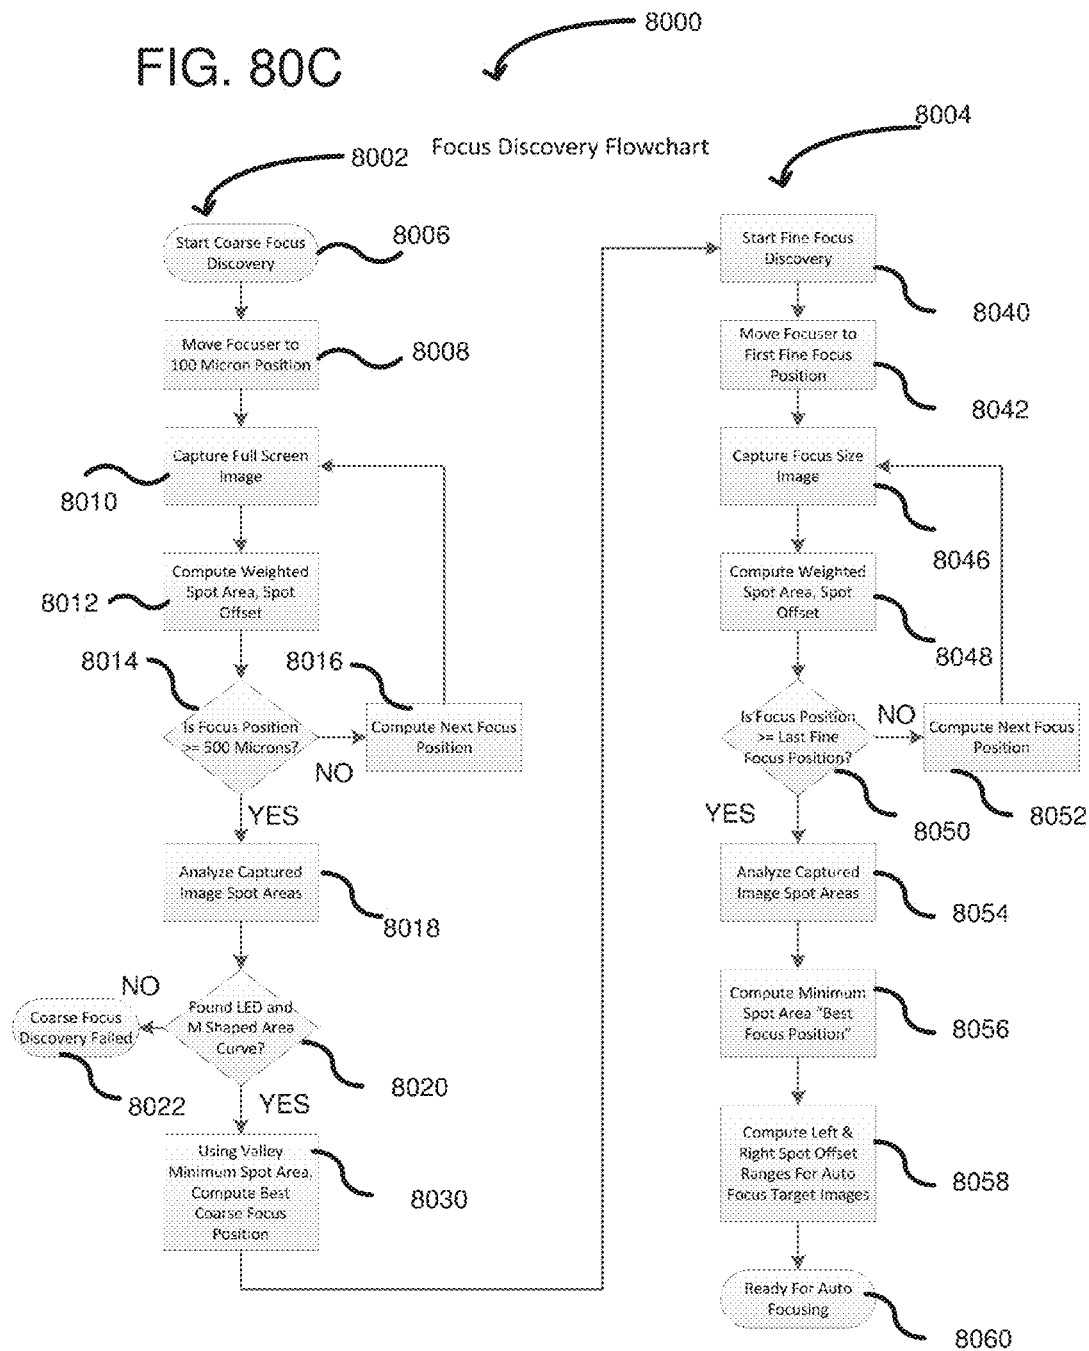 8000
FIG. 80C
8004
Focus Discovery Flowchart
8002
Start Coarse Focus
Discovery
8006
Move Focuser to
100 Micron Position
8008
Capture Full Screen
Image
8010
Compute Weighted
Spot Area, Spot
Offset
8012
8014
8016
Is Focus Position
>= 500 Microns?
NO
Compute Next Focus
Position
YES
Analyze Captured
Image Spot Areas
8018
NO
Found LED and
M Shaped Area
Curve?
Coarse Focus
Discovery Failed
8022
8020
YES
Using Valley
Minimum Spot Area,
Compute Best
Coarse Focus
Position
8030
Start Fine Focus
Discovery
8040
Move Focuser to
First Fine Focus
Position
8042
Capture Focus Size
Image
8046
Compute Weighted
Spot Area, Spot
Offset
8048
Is Focus Position
>= Last Fine
Focus Position?
NO
Compute Next Focus
Position
8050
8052
YES
Analyze Captured
Image Spot Areas
8054
Compute Minimum
Spot Area "Best
Focus Position"
8056
Compute Left &
Right Spot Offset
Ranges For Auto
Focus Target Images
8058
Ready For Auto
Focusing
8060